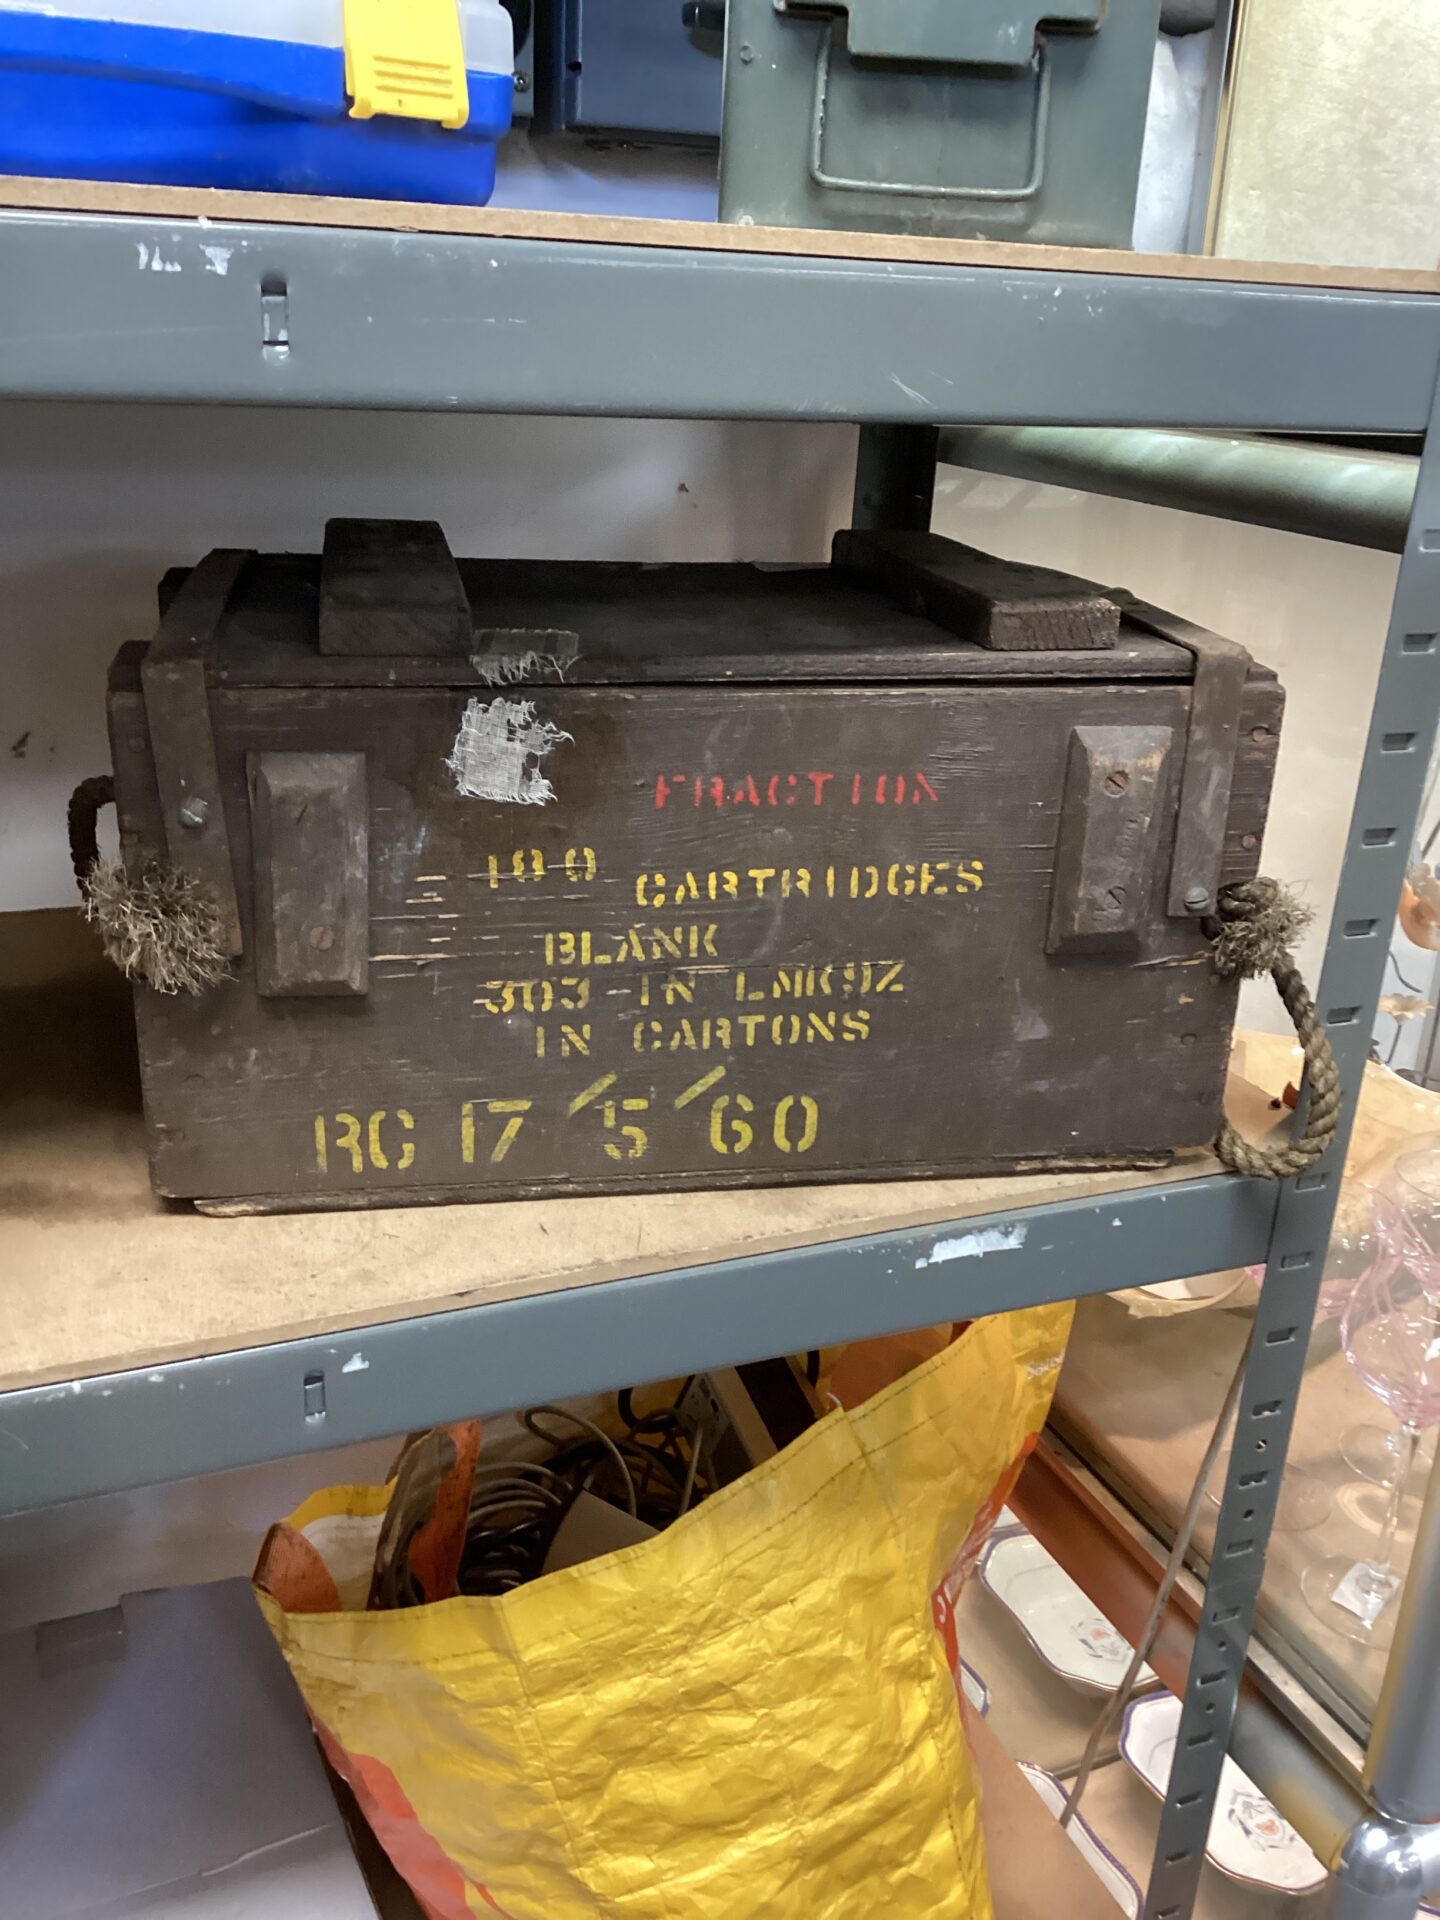 FRACTION
100 CARTRIDGES
BLANK
303-IN LMK9Z
IN CARTONS
RG 17/5/60